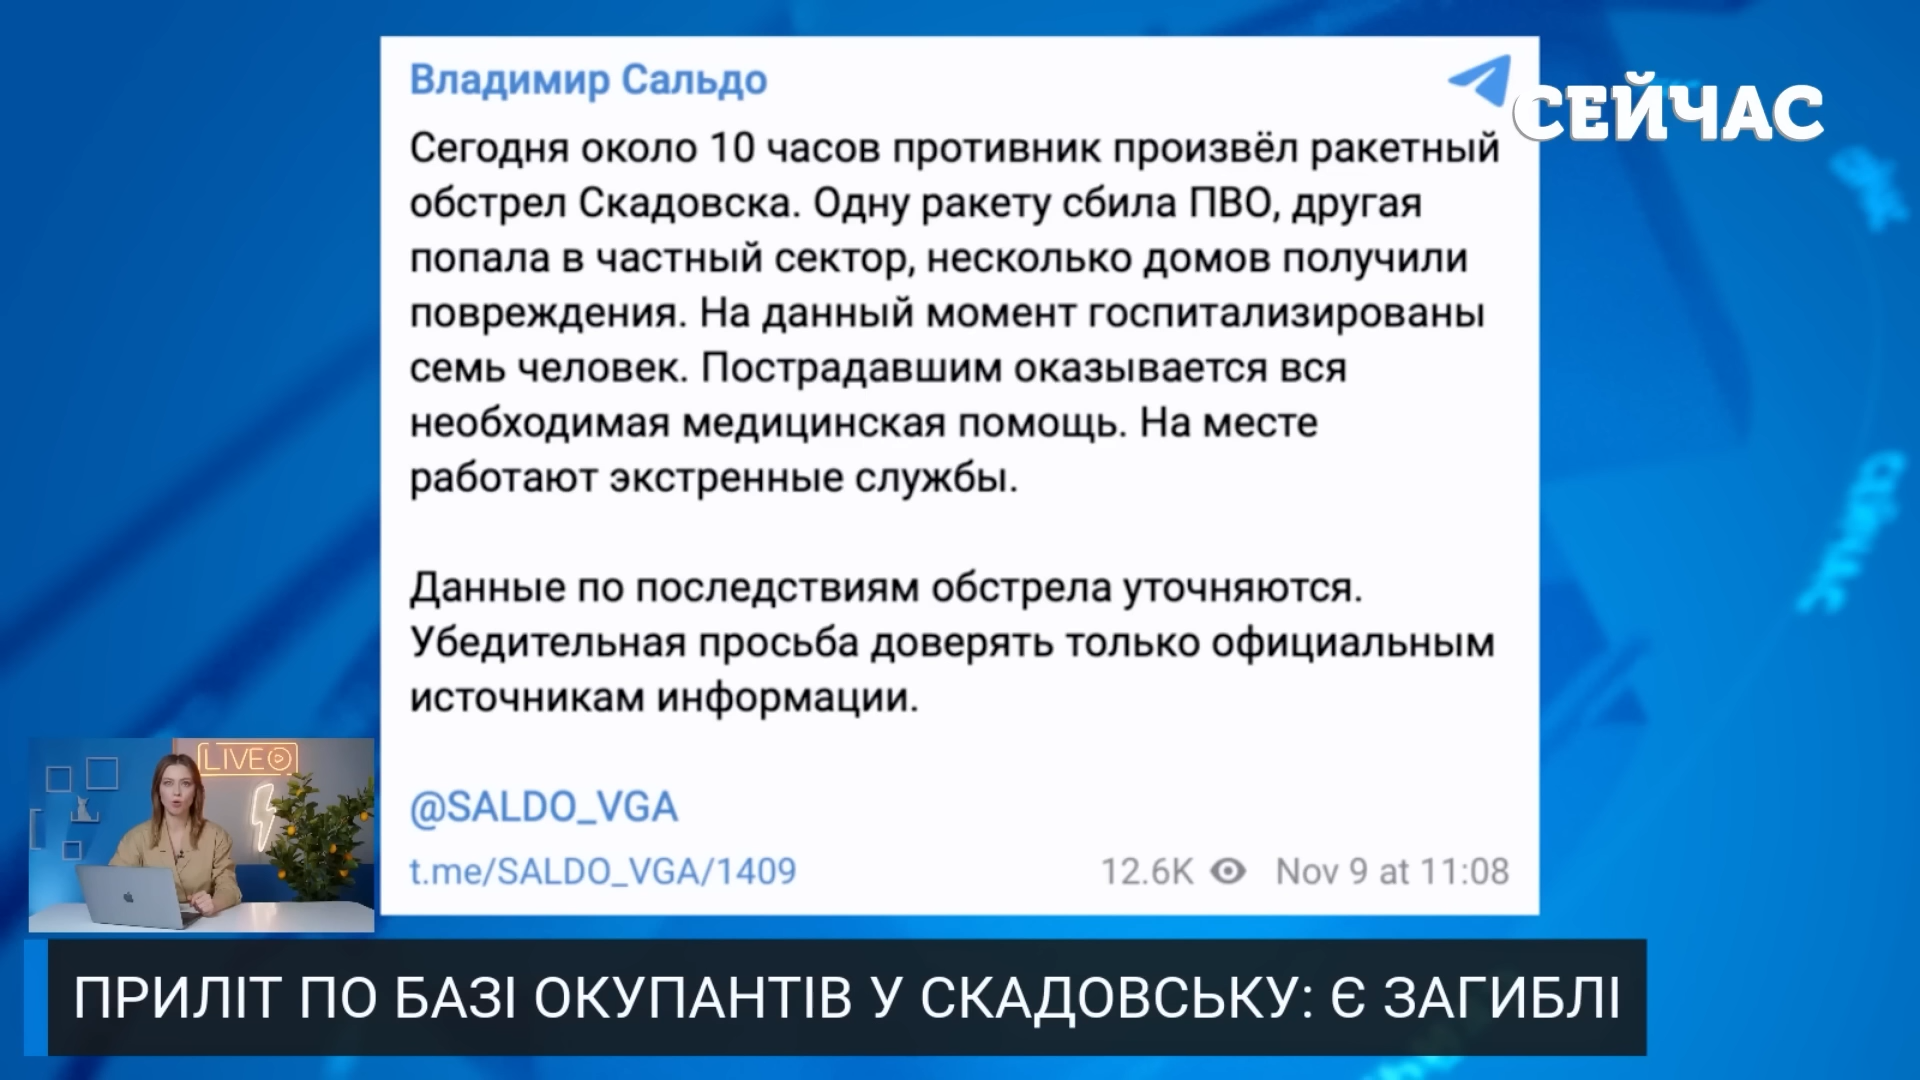 Владимир Сальдо
СЕЙЧАС
Сегодня около 10 часов противник произвёл ракетный
обстрел Скадовска. Одну ракету сбила ПВО, другая
попала в частный сектор, несколько домов получили
повреждения. На данный момент госпитализированы
семь человек. Пострадавшим оказывается вся
необходимая медицинская помощь. На месте
работают экстренные службы.
Данные по последствиям обстрела уточняются.
Убедительная просьба доверять только официальным
источникам информации.
LIVE
@SALDO_VGA
t.me/SALDO_VGA/1409 12.6K Nov 9 at 11:08
ПРИЛІТ ПО БАЗІ ОКУПАНТІВ У СКАДОВСЬКУ: Є ЗАГИБЛІ